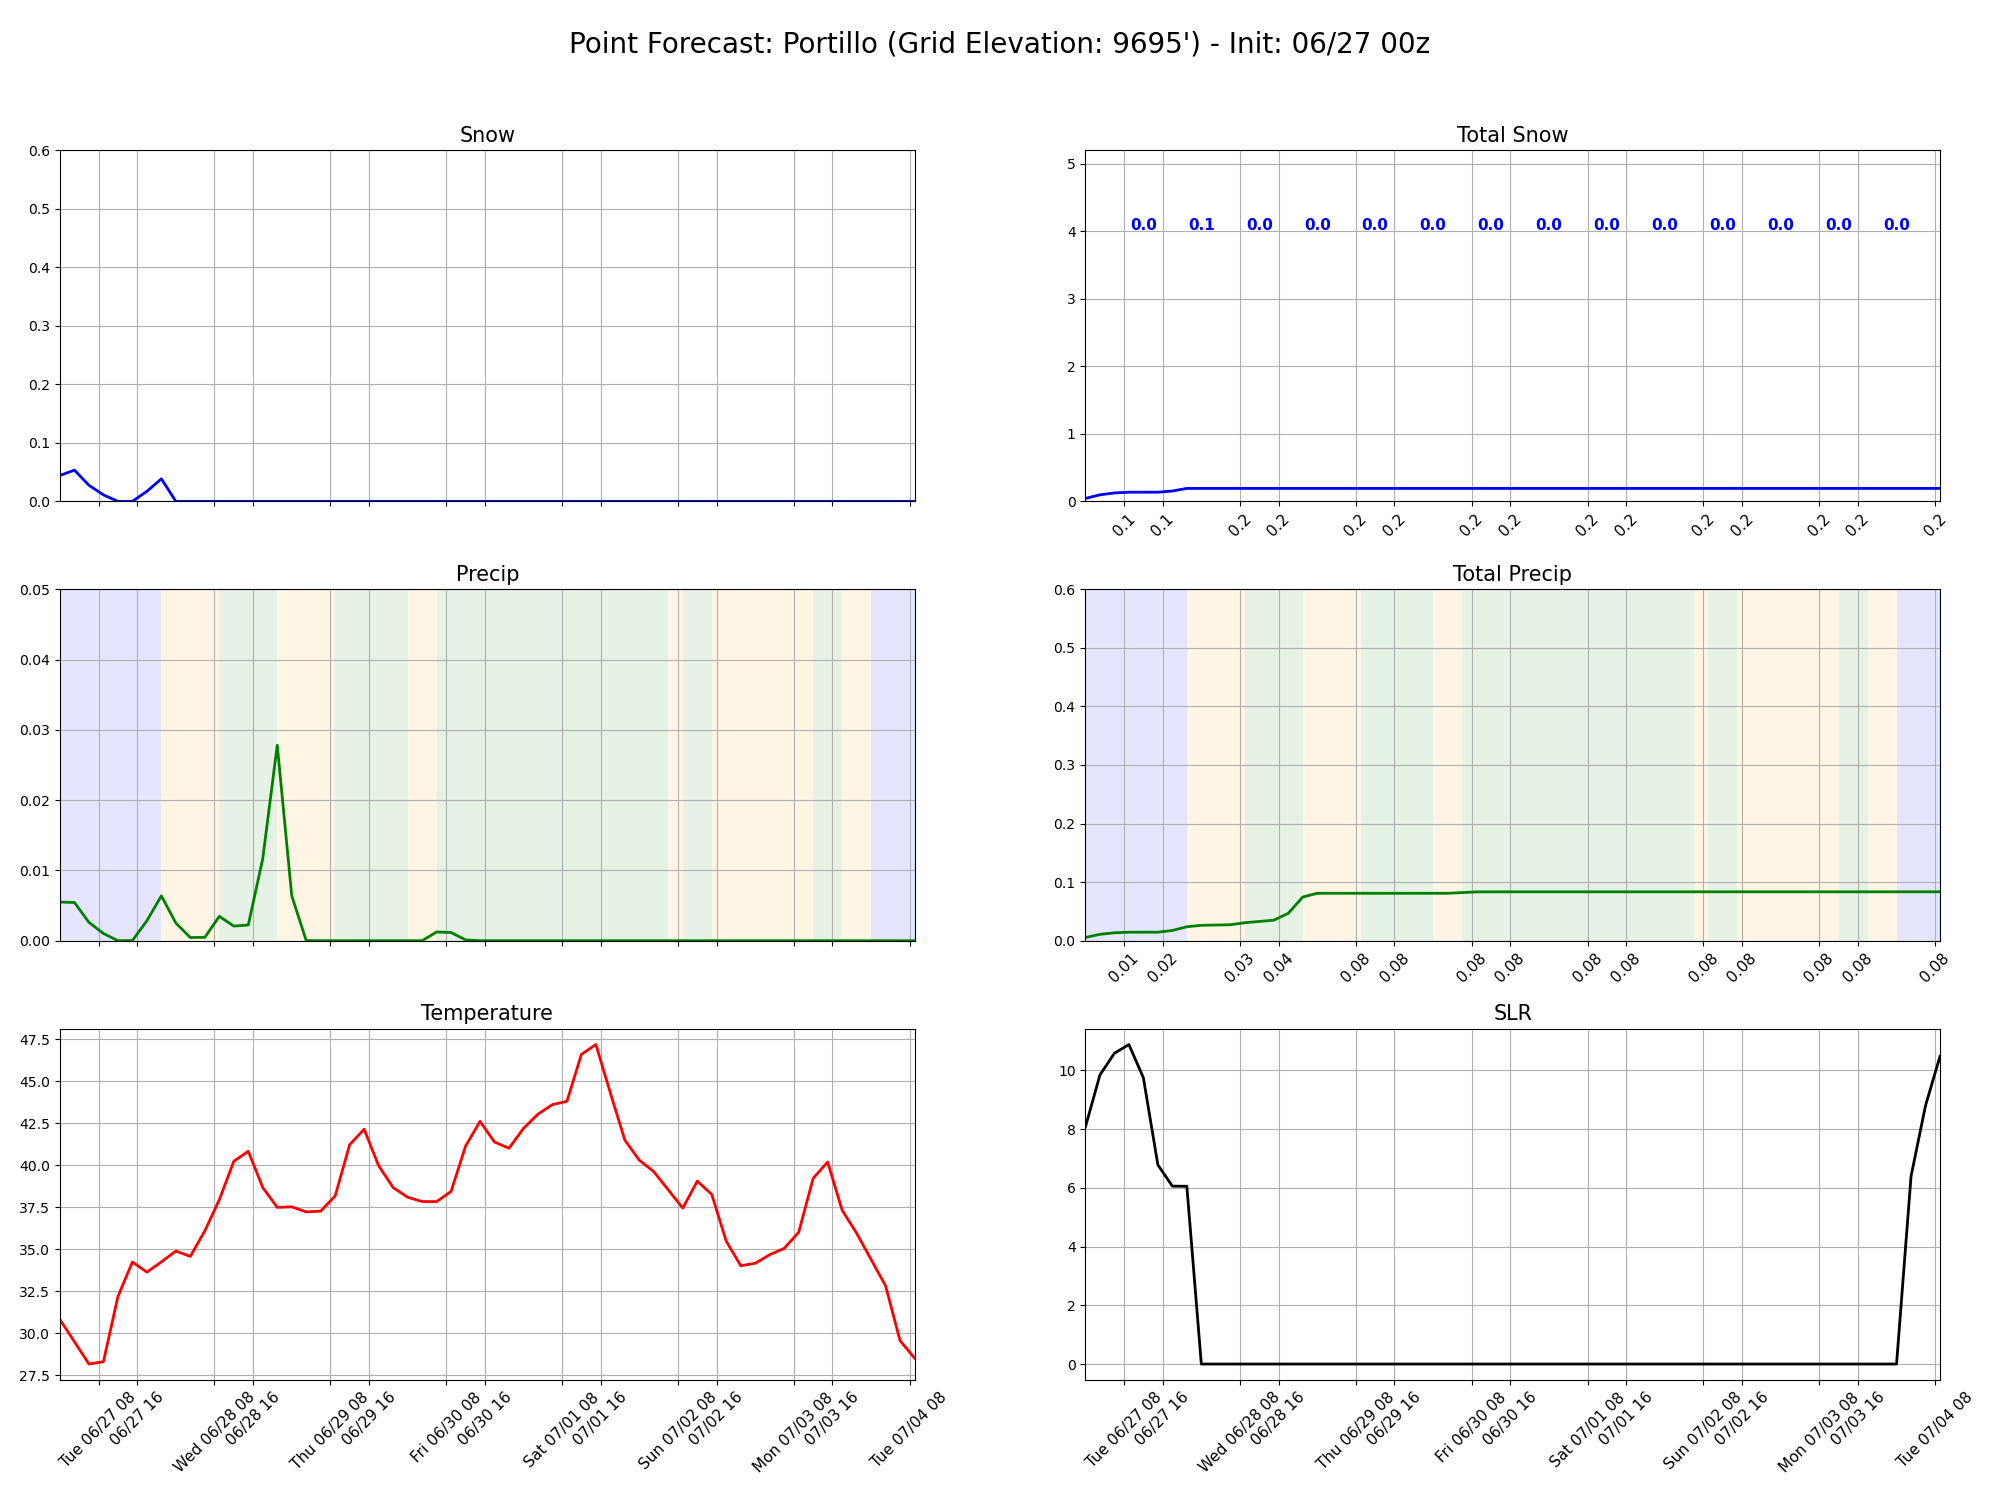 Point Forecast: Portillo (Grid Elevation: 9695') - Init: 06/27 00z
Snow
0.6
0.5
0.4
0.3
0.2
0.1
0.0
Total Snow
5
4
3
2
1
0
0.0 0.1 0.0 0.0 0.0 0.0 0.0 0.0 0.0 0.0 0.0 0.0 0.0 0.0
0.1 0.1 0.2 0.2 0.2 0.2 0.2 0.2 0.2 0.2 0.2 0.2 0.2 0.2 0.2
Precip
0.05
0.04
0.03
0.02
0.01
0.00
Total Precip
0.6
0.5
0.4
0.3
0.2
0.1
0.0
0.01 0.02 0.03 0.04 0.08 0.08 0.08 0.08 0.08 0.08 0.08 0.08 0.08 0.08 0.08
Temperature
47.5
45.0
42.5
40.0
37.5
35.0
32.5
30.0
27.5
Tue 06/27 08
06/27 16
Wed 06/28 08
06/28 16
Thu 06/29 08
06/29 16
Fri 06/30 08
06/30 16
Sat 07/01 08
07/01 16
Sun 07/02 08
07/02 16
Mon 07/03 08
07/03 16
Tue 07/04 08
SLR
10
8
6
4
2
0
Tue 06/27 08
06/27 16
Wed 06/28 08
06/28 16
Thu 06/29 08
06/29 16
Fri 06/30 08
06/30 16
Sat 07/01 08
07/01 16
Sun 07/02 08
07/02 16
Mon 07/03 08
07/03 16
Tue 07/04 08